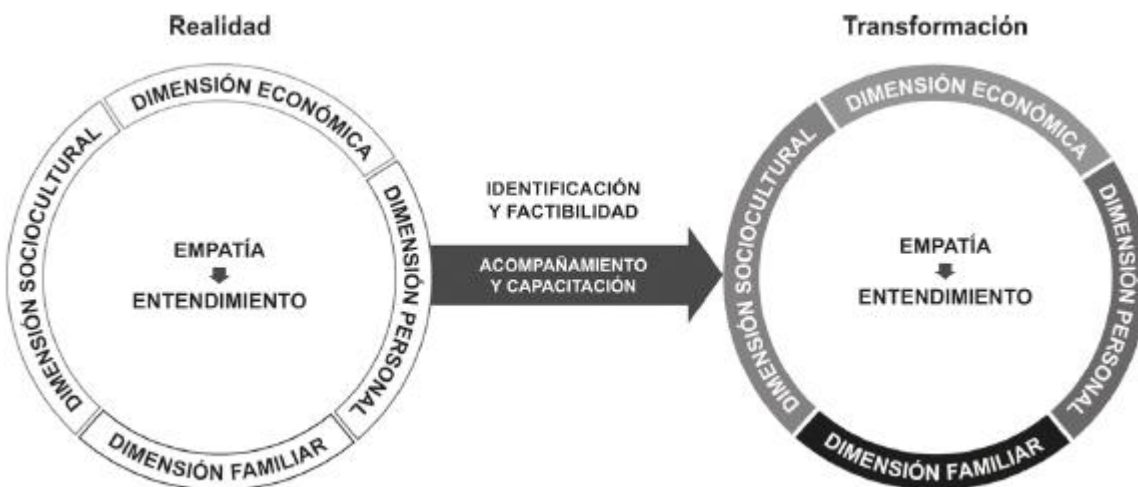 Realidad
DIMENSIÓN ECONÓMICA
DIMENSIÓN SOCIOCULTURAL
DIMENSIÓN PERSONAL
DIMENSIÓN FAMILIAR
EMPATÍA
ENTENDIMIENTO
IDENTIFICACIÓN
Y FACTIBILIDAD
ACOMPAÑAMIENTO
Y CAPACITACIÓN
Transformación
DIMENSIÓN ECONÓMICA
DIMENSIÓN SOCIOCULTURAL
DIMENSIÓN PERSONAL
DIMENSIÓN FAMILIAR
EMPATÍA
ENTENDIMIENTO